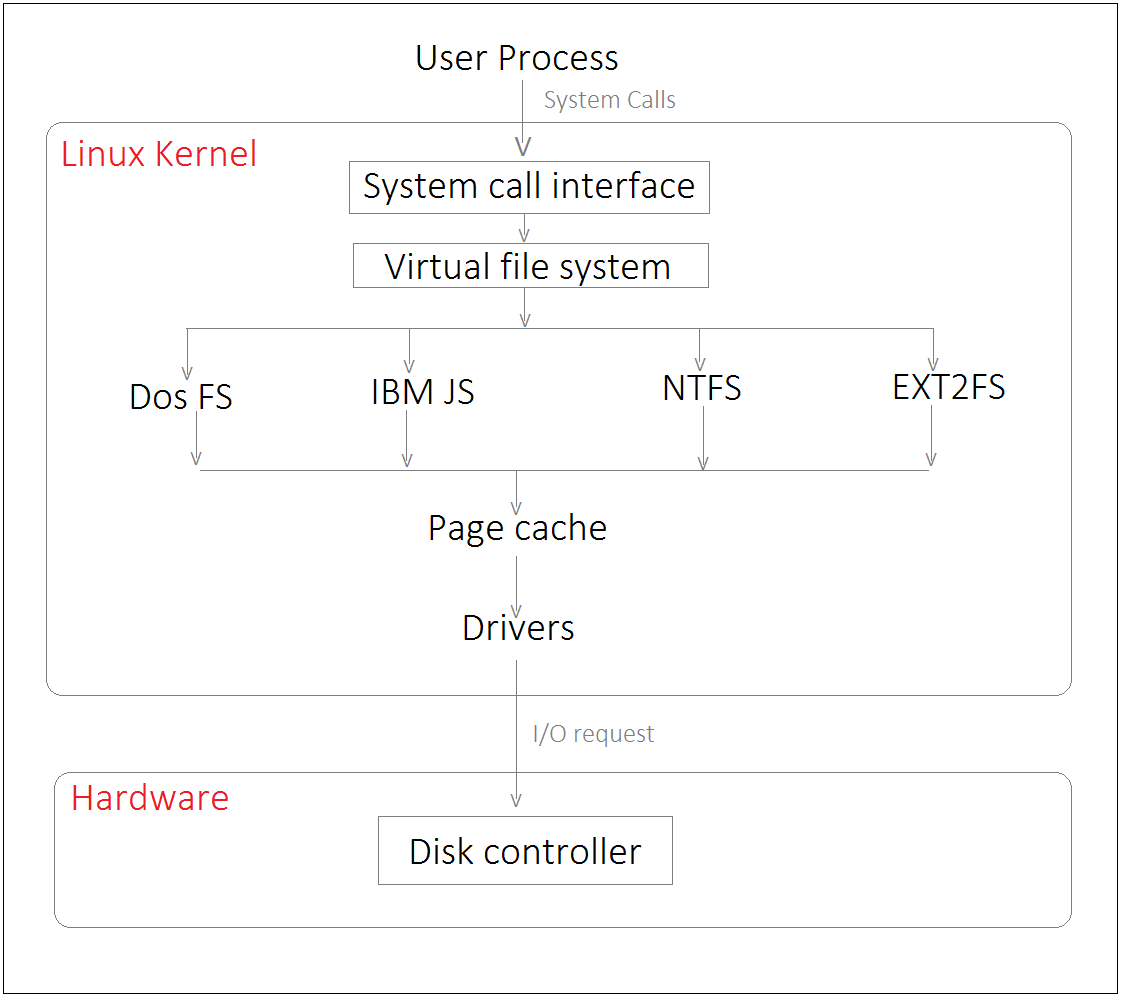 User Process
System Calls
Linux Kernel
System call interface
Virtual file system
Dos FS
IBM JS
NTFS
EXT2FS
Page cache
Drivers
I/O request
Hardware
Disk controller